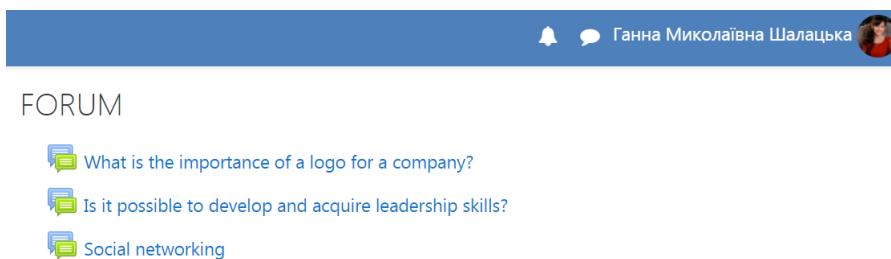 Ганна Миколаївна Шалацька
FORUM
What is the importance of a logo for a company?
Is it possible to develop and acquire leadership skills?
Social networking